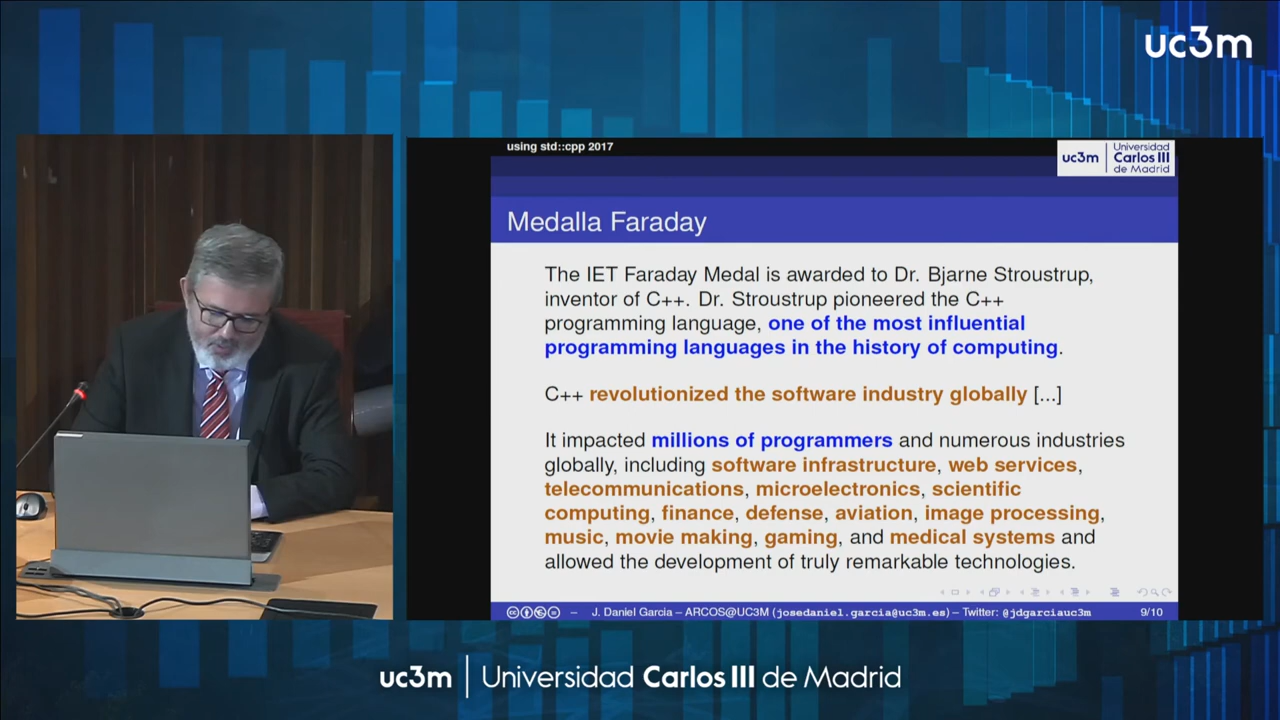 uc3m
using std::cpp 2017
uc3m Universidad
Carlos III
de Madrid
Medalla Faraday
The IET Faraday Medal is awarded to Dr. Bjarne Stroustrup,
inventor of C++. Dr. Stroustrup pioneered the C++
programming language, one of the most influential
programming languages in the history of computing.
C++ revolutionized the software industry globally [...]
It impacted millions of programmers and numerous industries
globally, including software infrastructure, web services,
telecommunications, microelectronics, scientific
computing, finance, defense, aviation, image processing,
music, movie making, gaming, and medical systems and
allowed the development of truly remarkable technologies.
– J. Daniel Garcia – ARCOS@UC3M (josedaniel.garcia@uc3m.es) – Twitter: @jdgarciauc3m 9/10
uc3m Universidad Carlos III de Madrid